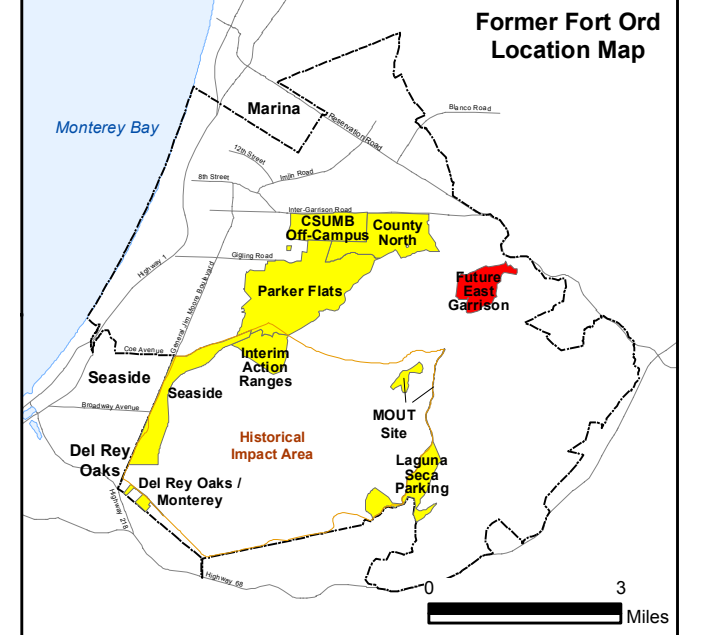 Former Fort Ord
Location Map
Marina
Monterey Bay
Blanco Road
Reservation Road
12th Street
Imjin Road
8th Street
Inter-Garrison Road
CSUMB
Off-Campus
County
North
Gigling Road
Highway 1
General Jim Moore Boulevard
Future
East
Garrison
Parker Flats
Coe Avenue
Interim
Action
Ranges
Seaside
Seaside
Broadway Avenue
MOUT
Site
Historical
Impact Area
Del Rey
Oaks
Laguna
Seca
Parking
Del Rey Oaks /
Monterey
Highway 218
Highway 68
0 3
Miles